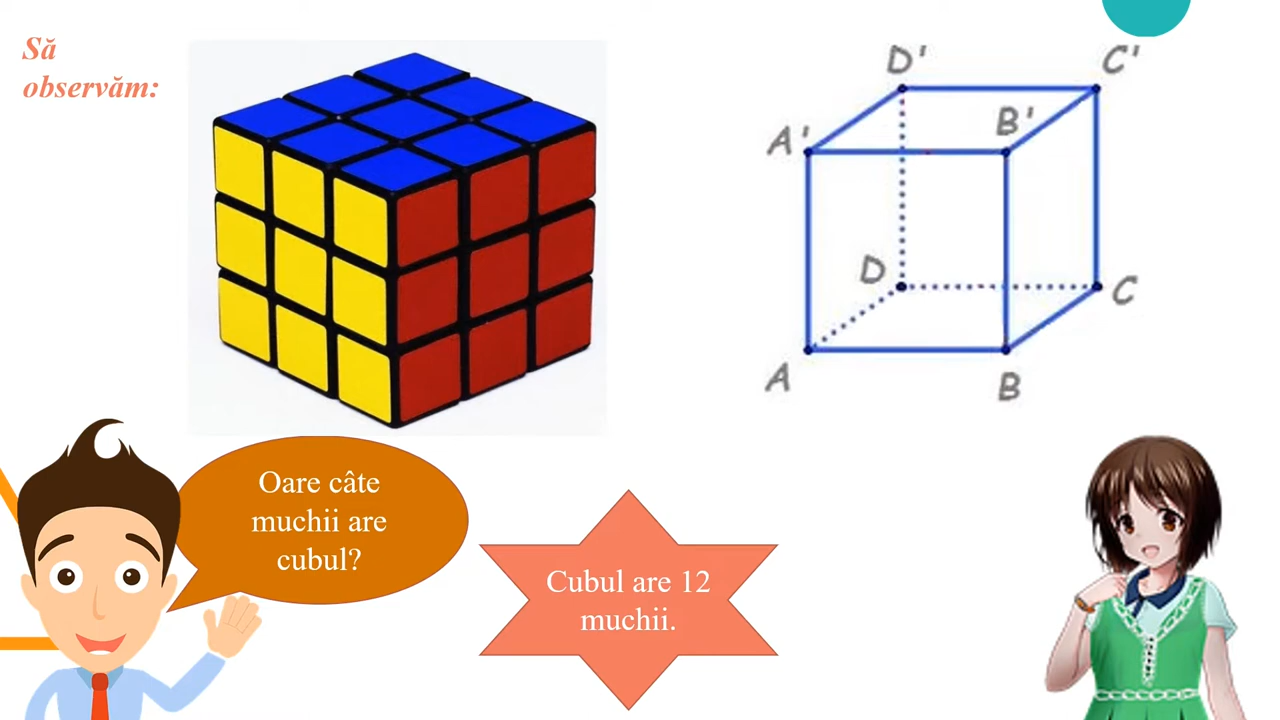 Să
observăm:
D'
C'
A'
B'
D
C
A
B
Oare câte
muchii are
cubul?
Cubul are 12
muchii.